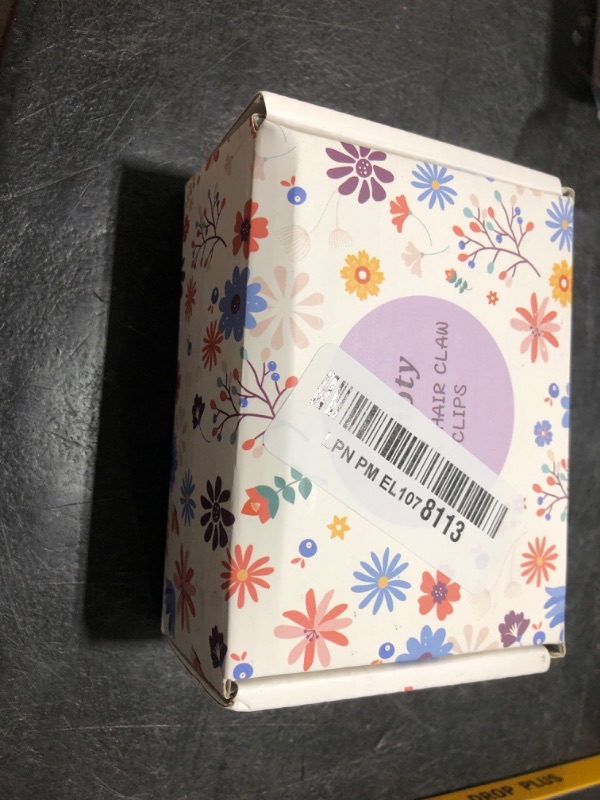 HAIR CLAW
CLIPS
LPN PM EL107 8113
DROP PLUS